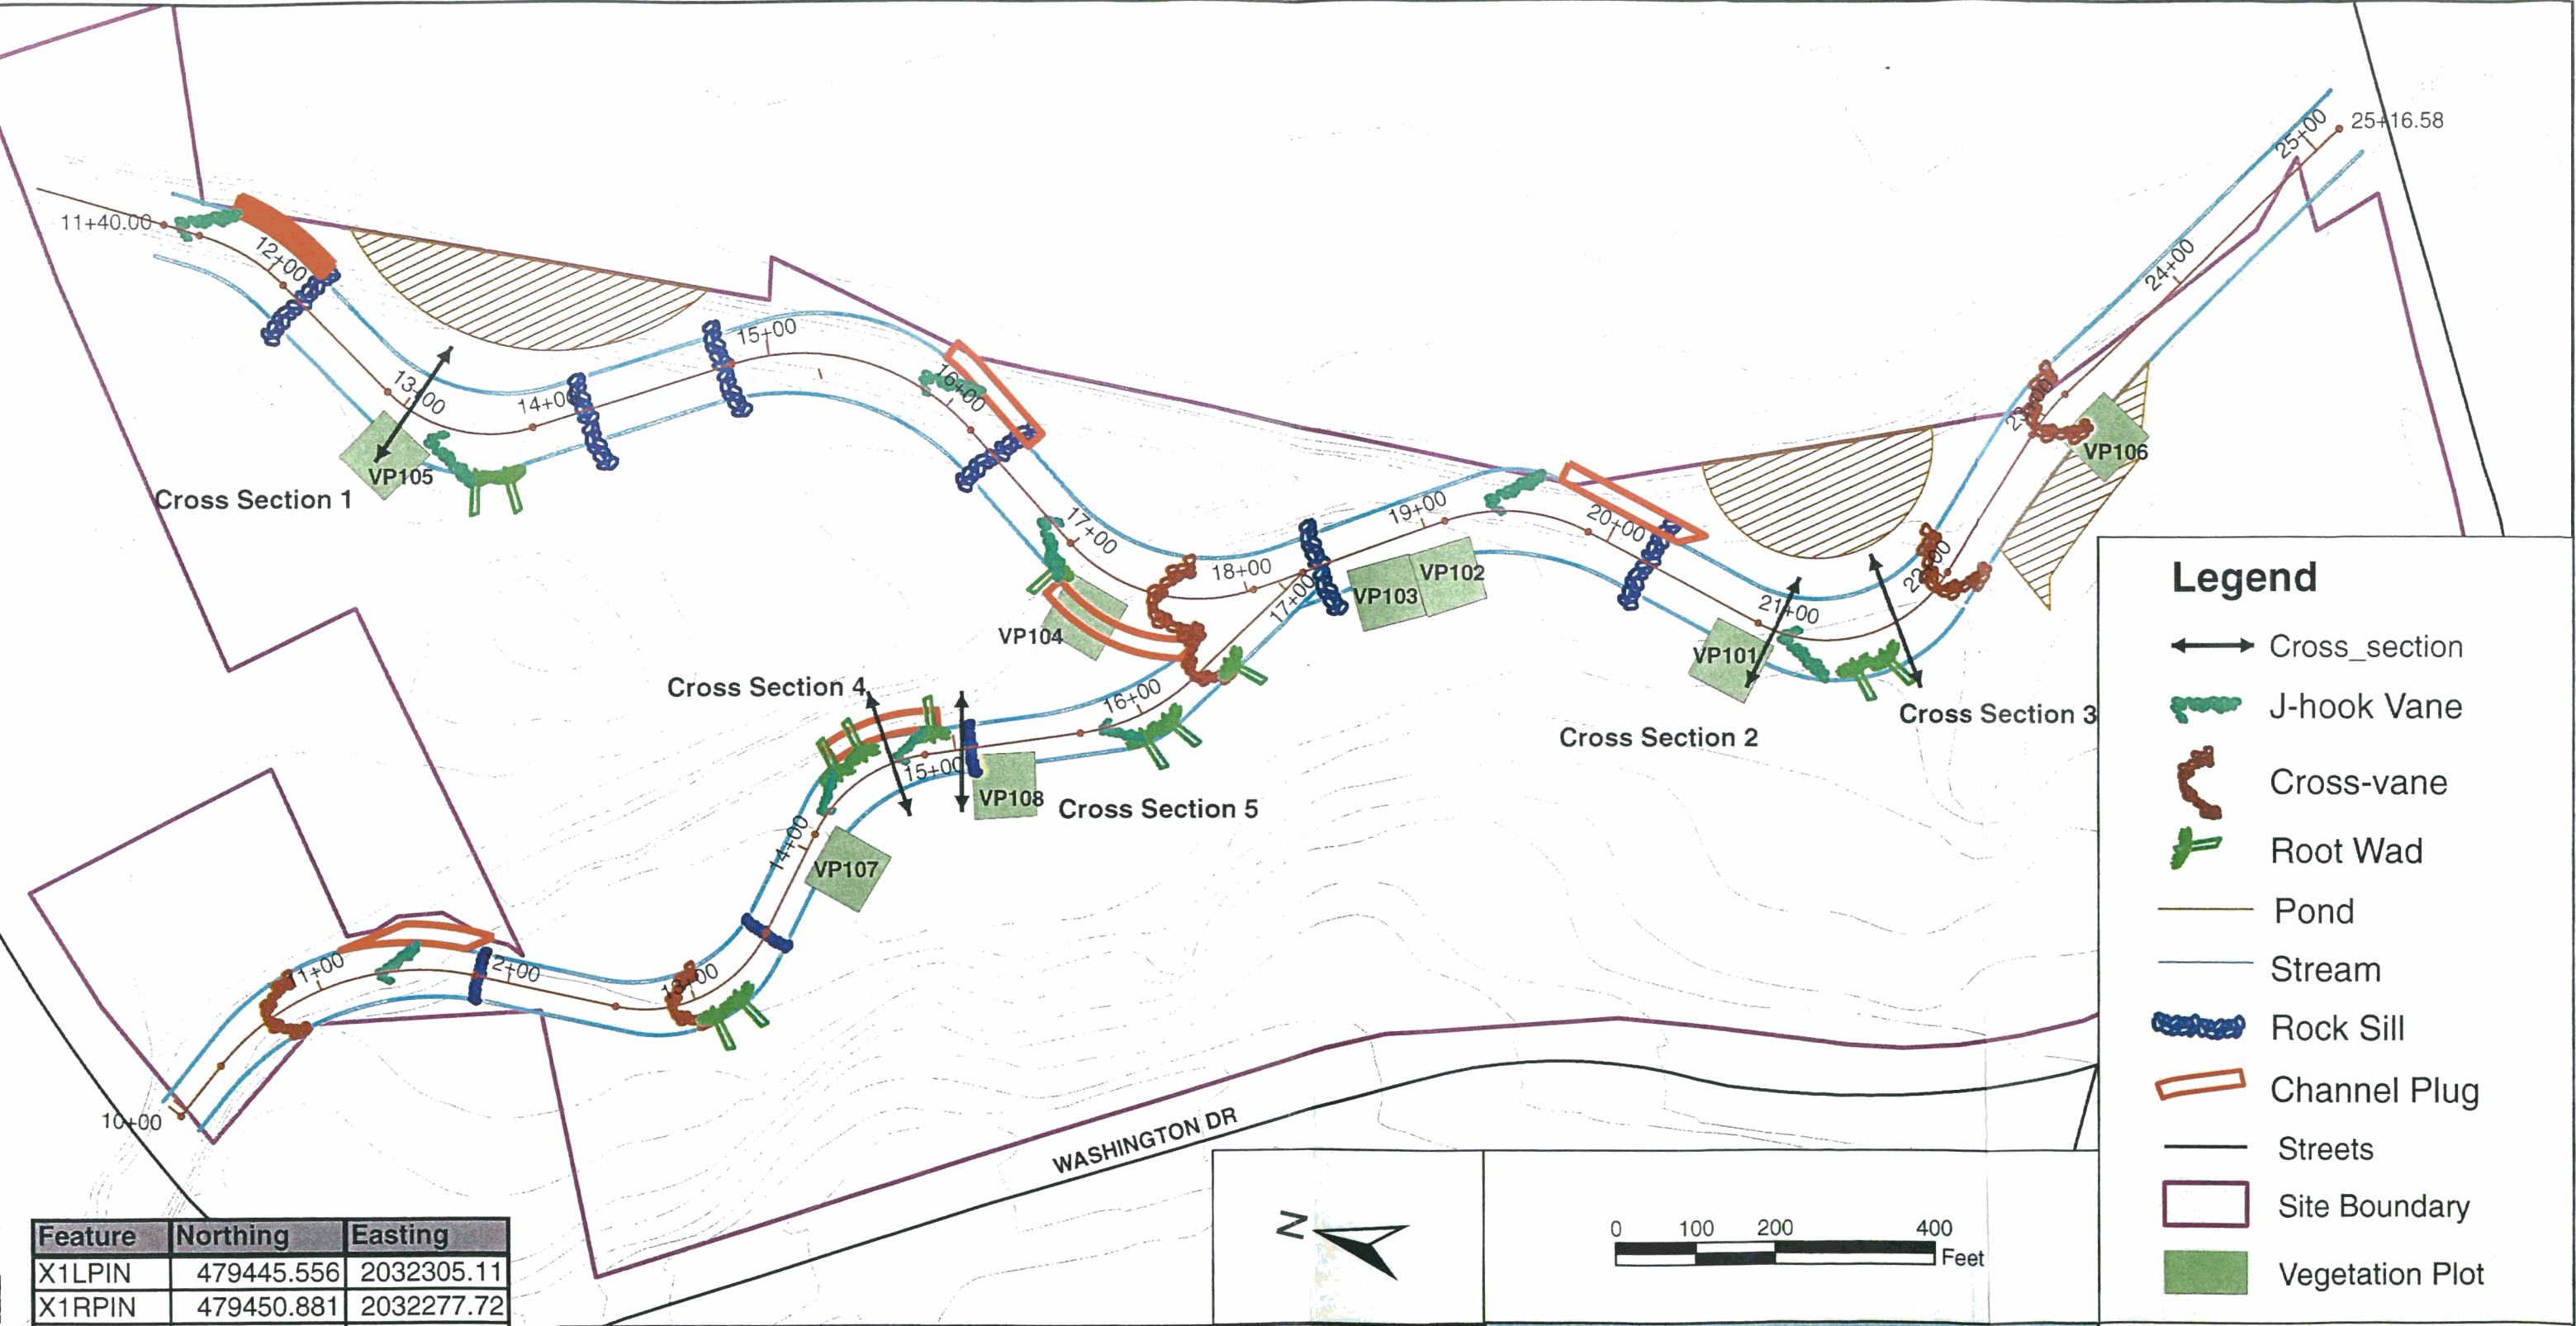 25+00
25+16.58
11+40.00
12+00
24+00
15+00
13+00
14+00
16+00
VP106
VP105
Cross Section 1
17+00
19+00
20+00
18+00
VP102
VP103
17+00
22+00
21+00
VP104
VP101
Cross Section 4
16+00
Cross Section 3
Cross Section 2
15+00
VP108
Cross Section 5
14+00
VP107
11+00
2+00
13+00
10+00
WASHINGTON DR
Legend
Cross_section
J-hook Vane
Cross-vane
Root Wad
Pond
Stream
Rock Sill
Channel Plug
Streets
Site Boundary
Vegetation Plot
N
0 100 200 400
Feet
Feature Northing Easting
X1LPIN 479445.556 2032305.11
X1RPIN 479450.881 2032277.72